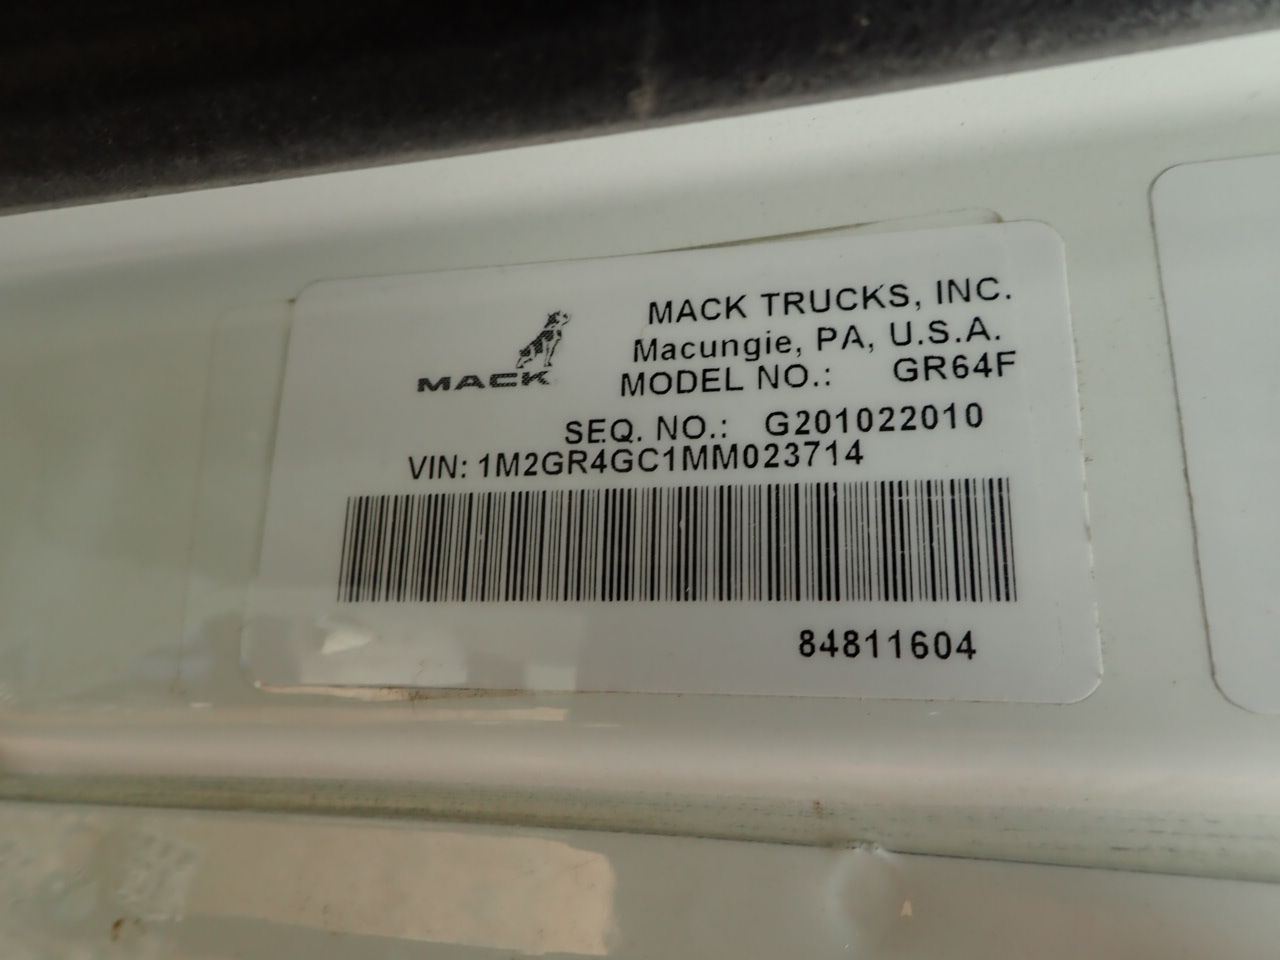 MACK
MACK TRUCKS, INC.
Macungie, PA, U.S.A.
MODEL NO.: GR64F
SEQ. NO.: G201022010
VIN: 1M2GR4GC1MM023714
84811604